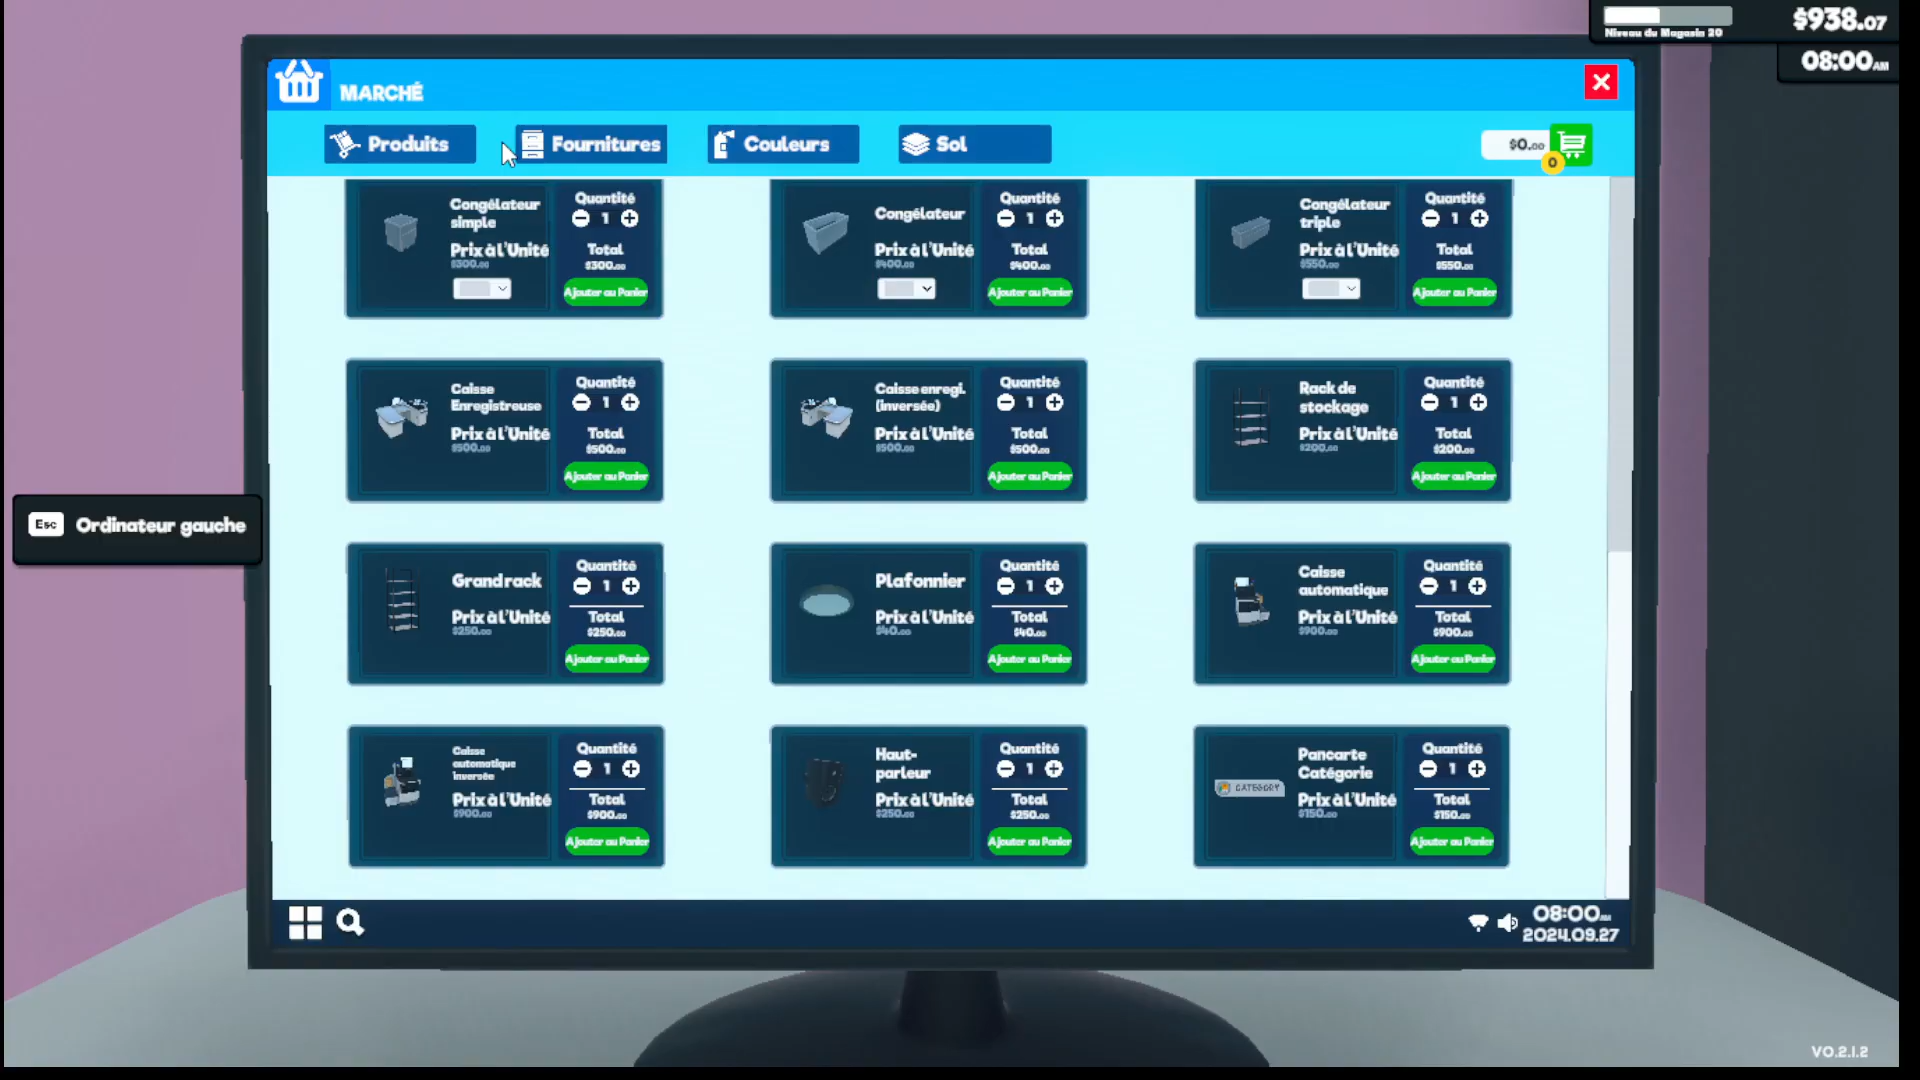 $938.07
Niveau du Magasin 20
08:00AM
MARCHÉ
Produits
Fournitures
Couleurs
Sol
$0.00
0
Congélateur simple
Prix à l'Unité
$300.00
Quantité
1
Total
$300.00
Ajouter au Panier
Congélateur
Prix à l'Unité
$400.00
Quantité
1
Total
$400.00
Ajouter au Panier
Congélateur triple
Prix à l'Unité
$550.00
Quantité
1
Total
$550.00
Ajouter au Panier
Caisse Enregistreuse
Prix à l'Unité
$500.00
Quantité
1
Total
$500.00
Ajouter au Panier
Caisse enregi. (inversée)
Prix à l'Unité
$500.00
Quantité
1
Total
$500.00
Ajouter au Panier
Rack de stockage
Prix à l'Unité
$200.00
Quantité
1
Total
$200.00
Ajouter au Panier
Esc Ordinateur gauche
Grand rack
Prix à l'Unité
$250.00
Quantité
1
Total
$250.00
Ajouter au Panier
Plafonnier
Prix à l'Unité
$40.00
Quantité
1
Total
$40.00
Ajouter au Panier
Caisse automatique
Prix à l'Unité
$900.00
Quantité
1
Total
$900.00
Ajouter au Panier
Caisse automatique inversée
Prix à l'Unité
$900.00
Quantité
1
Total
$900.00
Ajouter au Panier
Haut-parleur
Prix à l'Unité
$250.00
Quantité
1
Total
$250.00
Ajouter au Panier
CATEGORY
Pancarte Catégorie
Prix à l'Unité
$150.00
Quantité
1
Total
$150.00
Ajouter au Panier
08:00AM
2024.09.27
V0.2.1.2